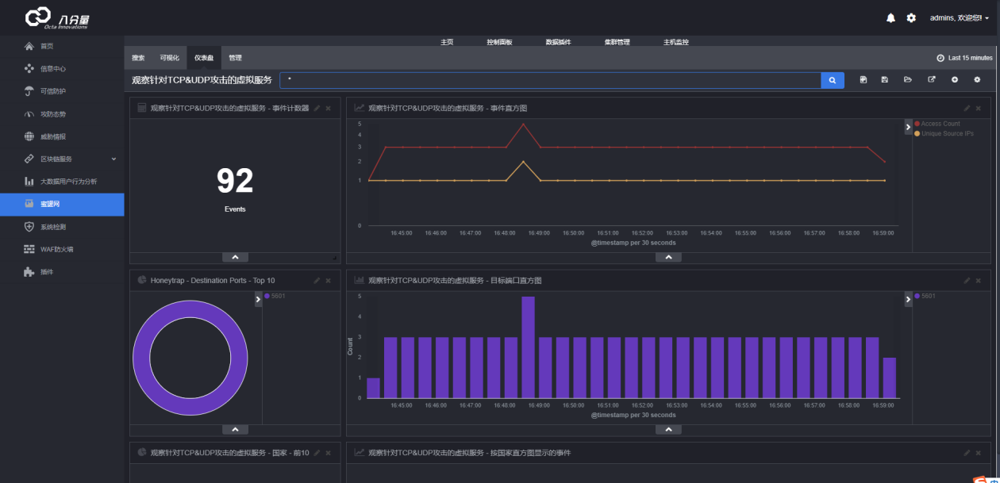 八分量
Octa Innovations
admins, 欢迎您!
首页
信息中心
可信防护
攻防态势
威胁情报
区块链服务
大数据用户行为分析
蜜罐网
系统检测
WAF防火墙
插件
主页 控制面板 数据插件 集群管理 主机监控
搜索 可视化 仪表盘 管理
Last 15 minutes
观察针对TCP&UDP攻击的虚拟服务
*
观察针对TCP&UDP攻击的虚拟服务 - 事件计数器
92
Events
观察针对TCP&UDP攻击的虚拟服务 - 事件直方图
5
4
3
2
1
0
16:45:00 16:46:00 16:47:00 16:48:00 16:49:00 16:50:00 16:51:00 16:52:00 16:53:00 16:54:00 16:55:00 16:56:00 16:57:00 16:58:00 16:59:00
@timestamp per 30 seconds
Access Count
Unique Source IPs
Honeytrap - Destination Ports - Top 10
5601
观察针对TCP&UDP攻击的虚拟服务 - 目标端口直方图
Count
5
4
3
2
1
0
16:45:00 16:46:00 16:47:00 16:48:00 16:49:00 16:50:00 16:51:00 16:52:00 16:53:00 16:54:00 16:55:00 16:56:00 16:57:00 16:58:00 16:59:00
@timestamp per 30 seconds
5601
观察针对TCP&UDP攻击的虚拟服务 - 国家 - 前10
观察针对TCP&UDP攻击的虚拟服务 - 按国家直方图显示的事件